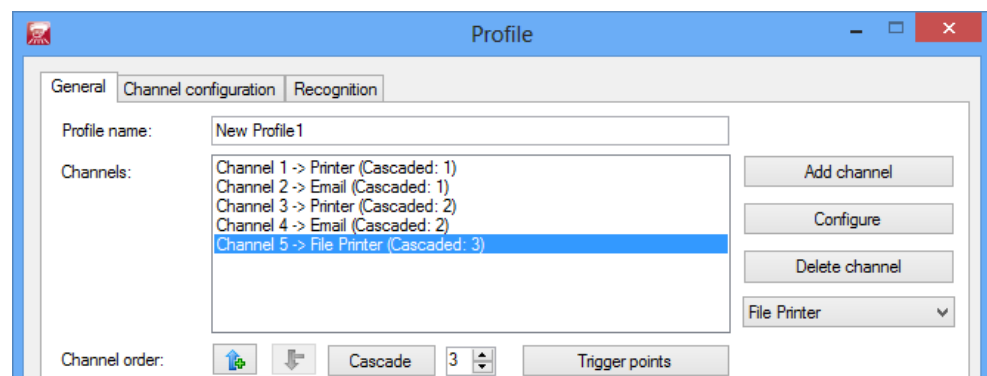 Profile
General Channel configuration Recognition
Profile name: New Profile1
Channels:
Channel 1 -> Printer (Cascaded: 1)
Channel 2 -> Email (Cascaded: 1)
Channel 3 -> Printer (Cascaded: 2)
Channel 4 -> Email (Cascaded: 2)
Channel 5 -> File Printer (Cascaded: 3)
Add channel
Configure
Delete channel
File Printer
Channel order: Cascade 3 Trigger points